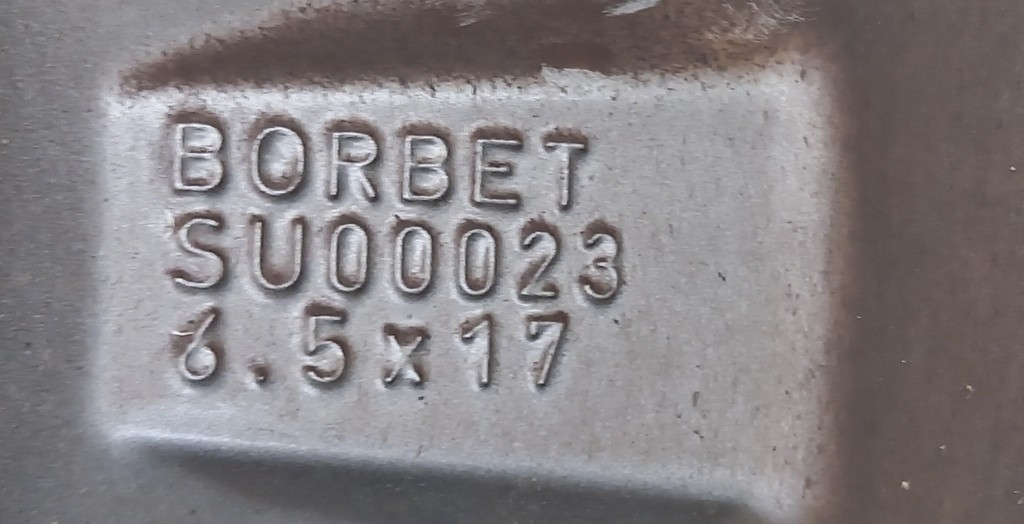 BORBET
SU00023
6.5x17